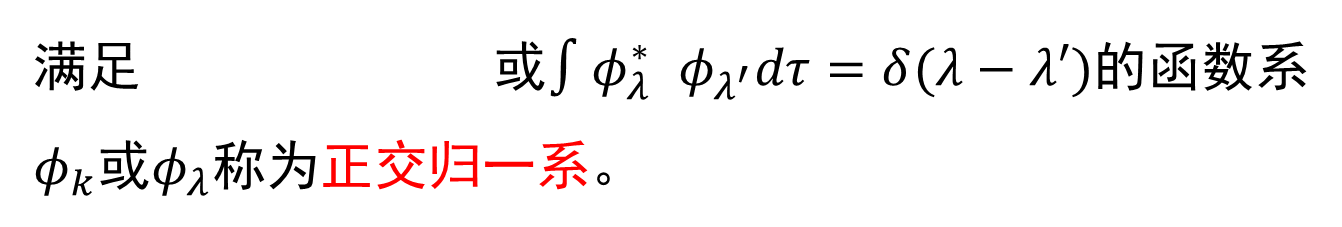 满足 或∫ ϕ*_λ ϕ_λ′ dτ = δ(λ − λ′)的函数系
ϕ_k或ϕ_λ称为正交归一系。